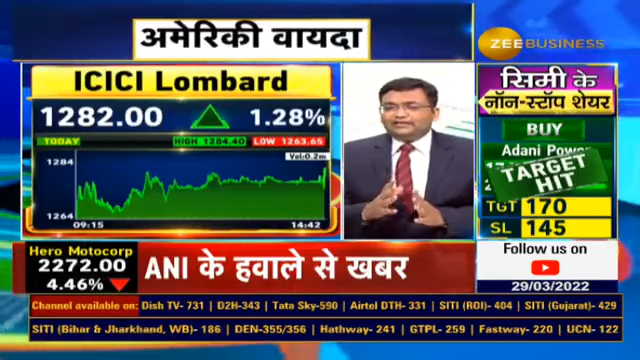 अमेरिकी वायदा
ZEE BUSINESS
ICICI Lombard
1282.00 1.28%
TODAY HIGH 1284.40 LOW 1263.65
Vol:0.2m
1284
1264
09:15 14:42
सिमी के
नॉन-स्टॉप शेयर
BUY
Adani Power
TARGET
HIT
TGT 170
SL 145
Hero Motocorp
2272.00
4.46%
ANI के हवाले से खबर
Follow us on
29/03/2022
Channel available on: Dish TV- 731 | D2H-343 | Tata Sky-590 | Airtel DTH- 331 | SITI (ROI)- 404 | SITI (Gujarat)- 429
SITI (Bihar & Jharkhand, WB)- 186 | DEN-355/356 | Hathway- 241 | GTPL- 259 | Fastway- 220 | UCN- 122